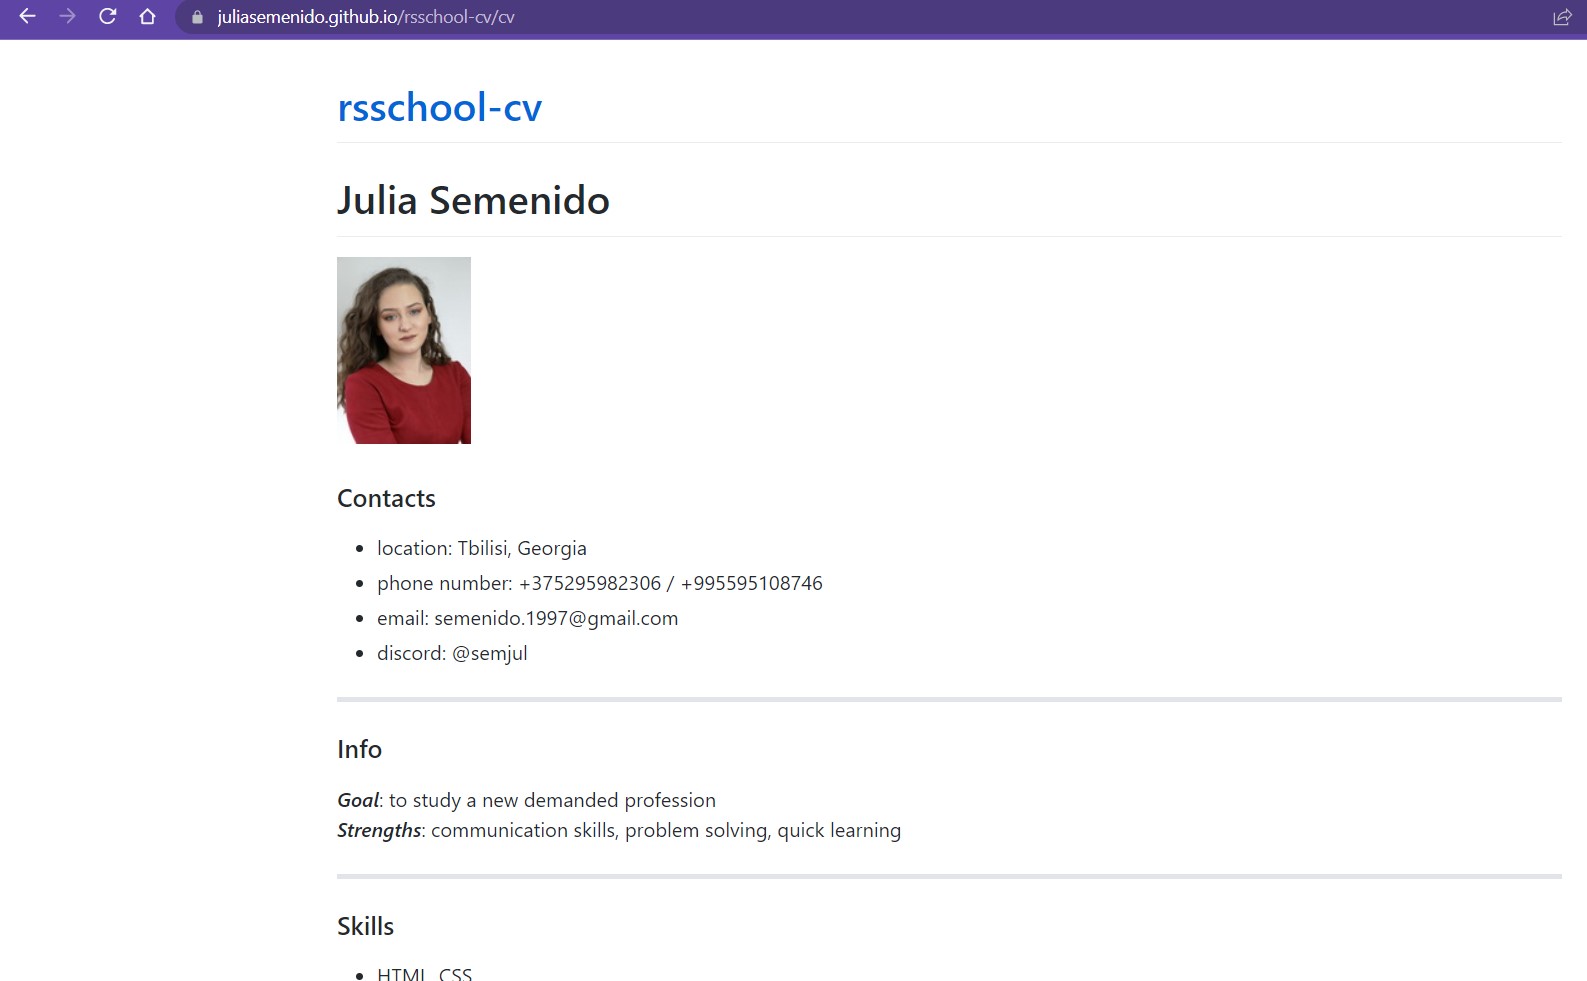 juliasemenido.github.io/rsschool-cv/cv
rsschool-cv
Julia Semenido
Contacts
location: Tbilisi, Georgia
phone number: +375295982306 / +995595108746
email: semenido.1997@gmail.com
discord: @semjul
Info
Goal: to study a new demanded profession
Strengths: communication skills, problem solving, quick learning
Skills
HTML, CSS